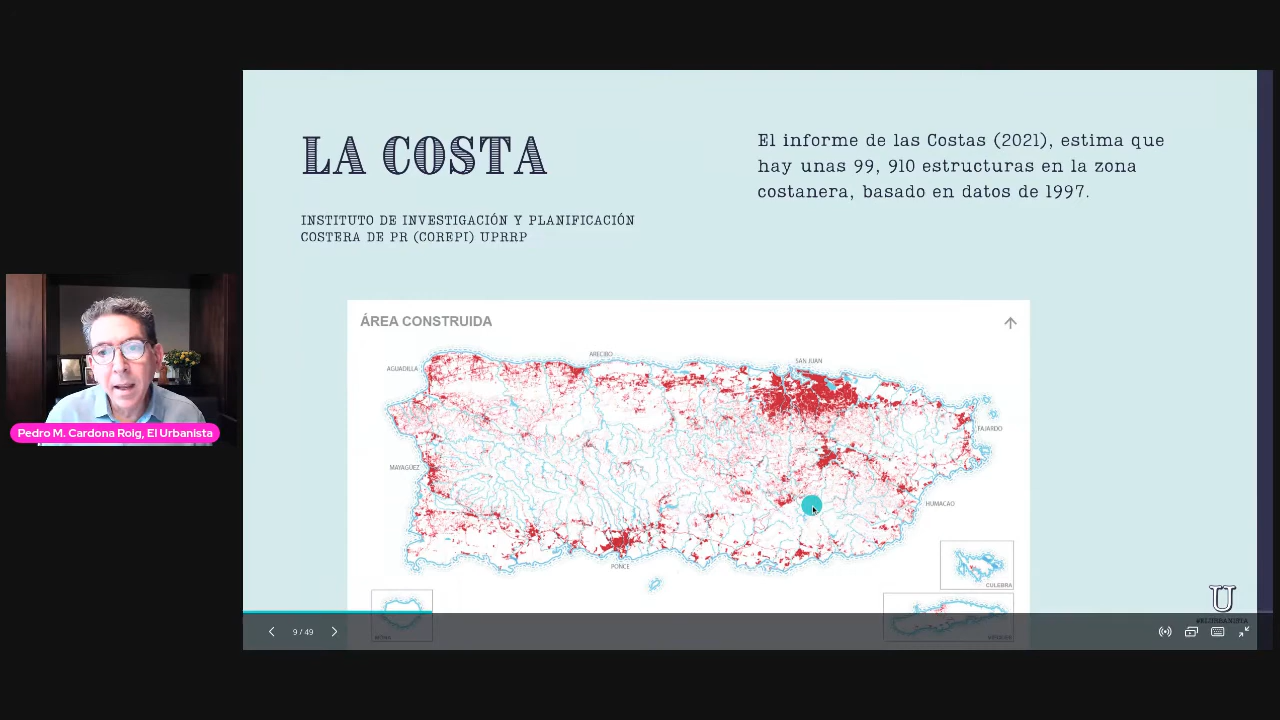 LA COSTA
INSTITUTO DE INVESTIGACIÓN Y PLANIFICACIÓN
COSTERA DE PR (COREPI) UPRRP
El informe de las Costas (2021), estima que
hay unas 99, 910 estructuras en la zona
costanera, basado en datos de 1997.
ÁREA CONSTRUIDA
AGUADILLA
ARECIBO
SAN JUAN
FAJARDO
MAYAGÜEZ
HUMACAO
PONCE
CULEBRA
Pedro M. Cardona Roig, El Urbanista
U
#ELURBANISTA
9 / 49